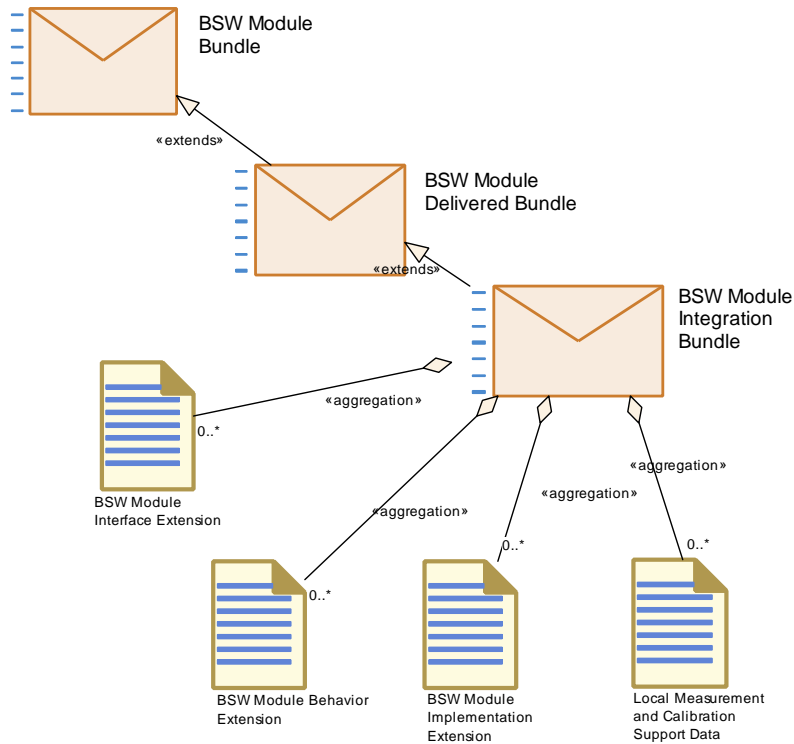 BSW Module
Bundle
«extends»
BSW Module
Delivered Bundle
«extends»
BSW Module
Integration
Bundle
«aggregation»
0..*
BSW Module
Interface Extension
«aggregation»
0..*
BSW Module Behavior
Extension
«aggregation»
0..*
BSW Module
Implementation
Extension
«aggregation»
0..*
Local Measurement
and Calibration
Support Data